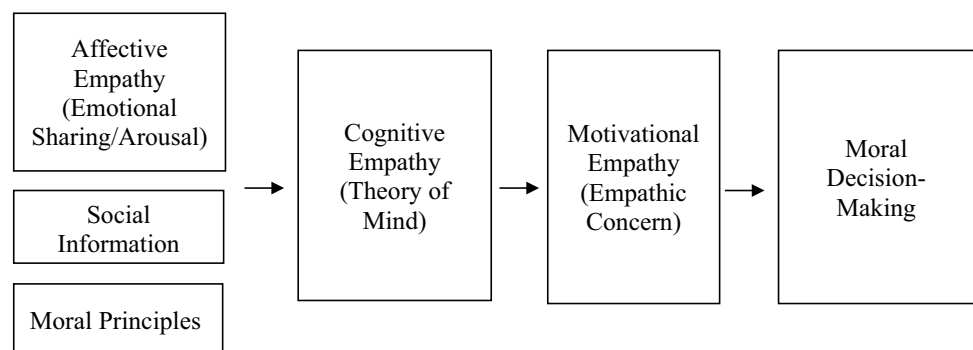 Affective
Empathy
(Emotional
Sharing/Arousal)
Social
Information
Moral Principles
Cognitive
Empathy
(Theory of
Mind)
Motivational
Empathy
(Empathic
Concern)
Moral
Decision-
Making